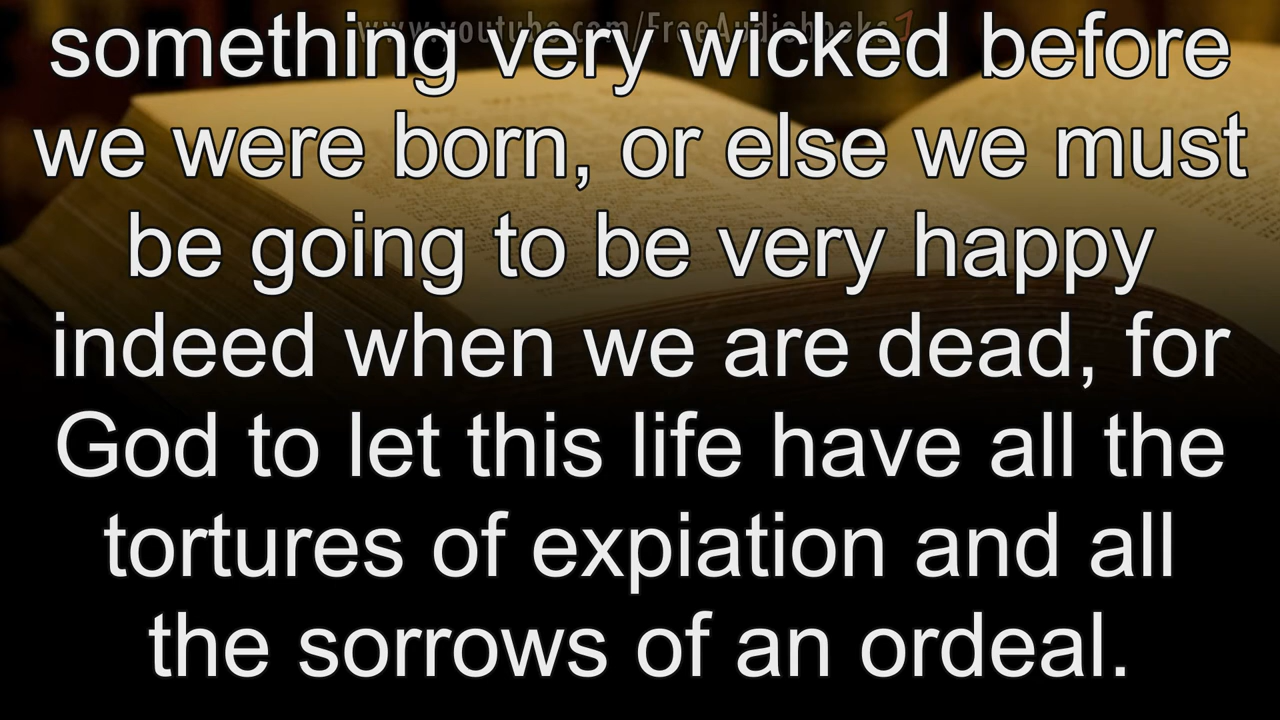 www.youtube.com/FreeAudiobooks1
something very wicked before
we were born, or else we must
be going to be very happy
indeed when we are dead, for
God to let this life have all the
tortures of expiation and all
the sorrows of an ordeal.